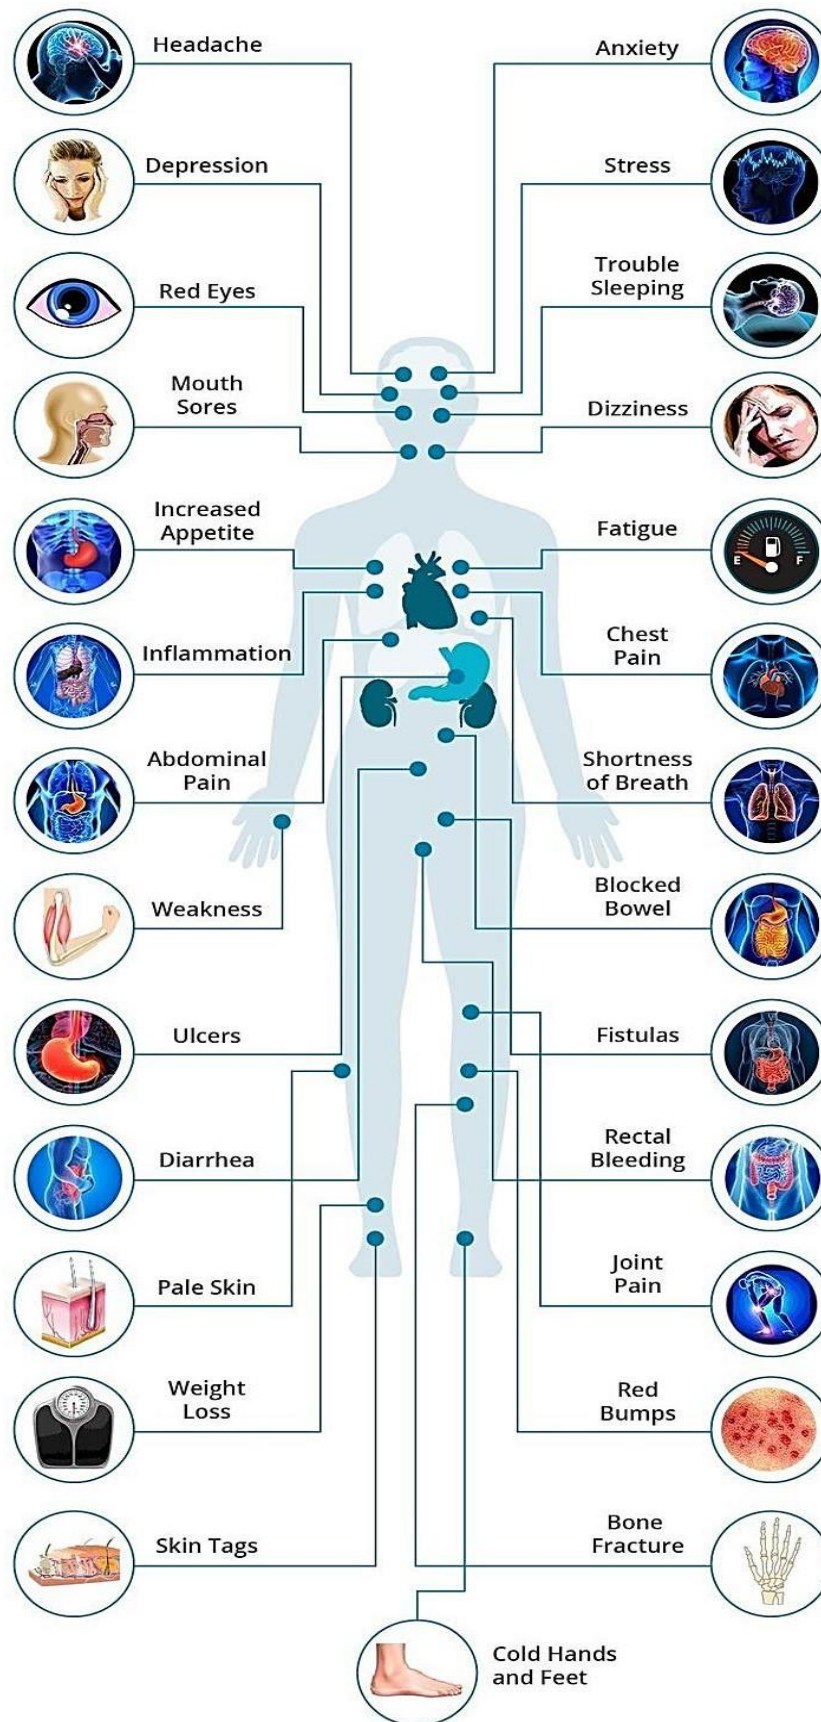 Headache
Anxiety
Depression
Stress
Red Eyes
Trouble
Sleeping
Mouth
Sores
Dizziness
Increased
Appetite
Fatigue
E
F
Inflammation
Chest
Pain
Abdominal
Pain
Shortness
of Breath
Weakness
Blocked
Bowel
Ulcers
Fistulas
Diarrhea
Rectal
Bleeding
Pale Skin
Joint
Pain
Weight
Loss
Red
Bumps
Skin Tags
Bone
Fracture
Cold Hands
and Feet